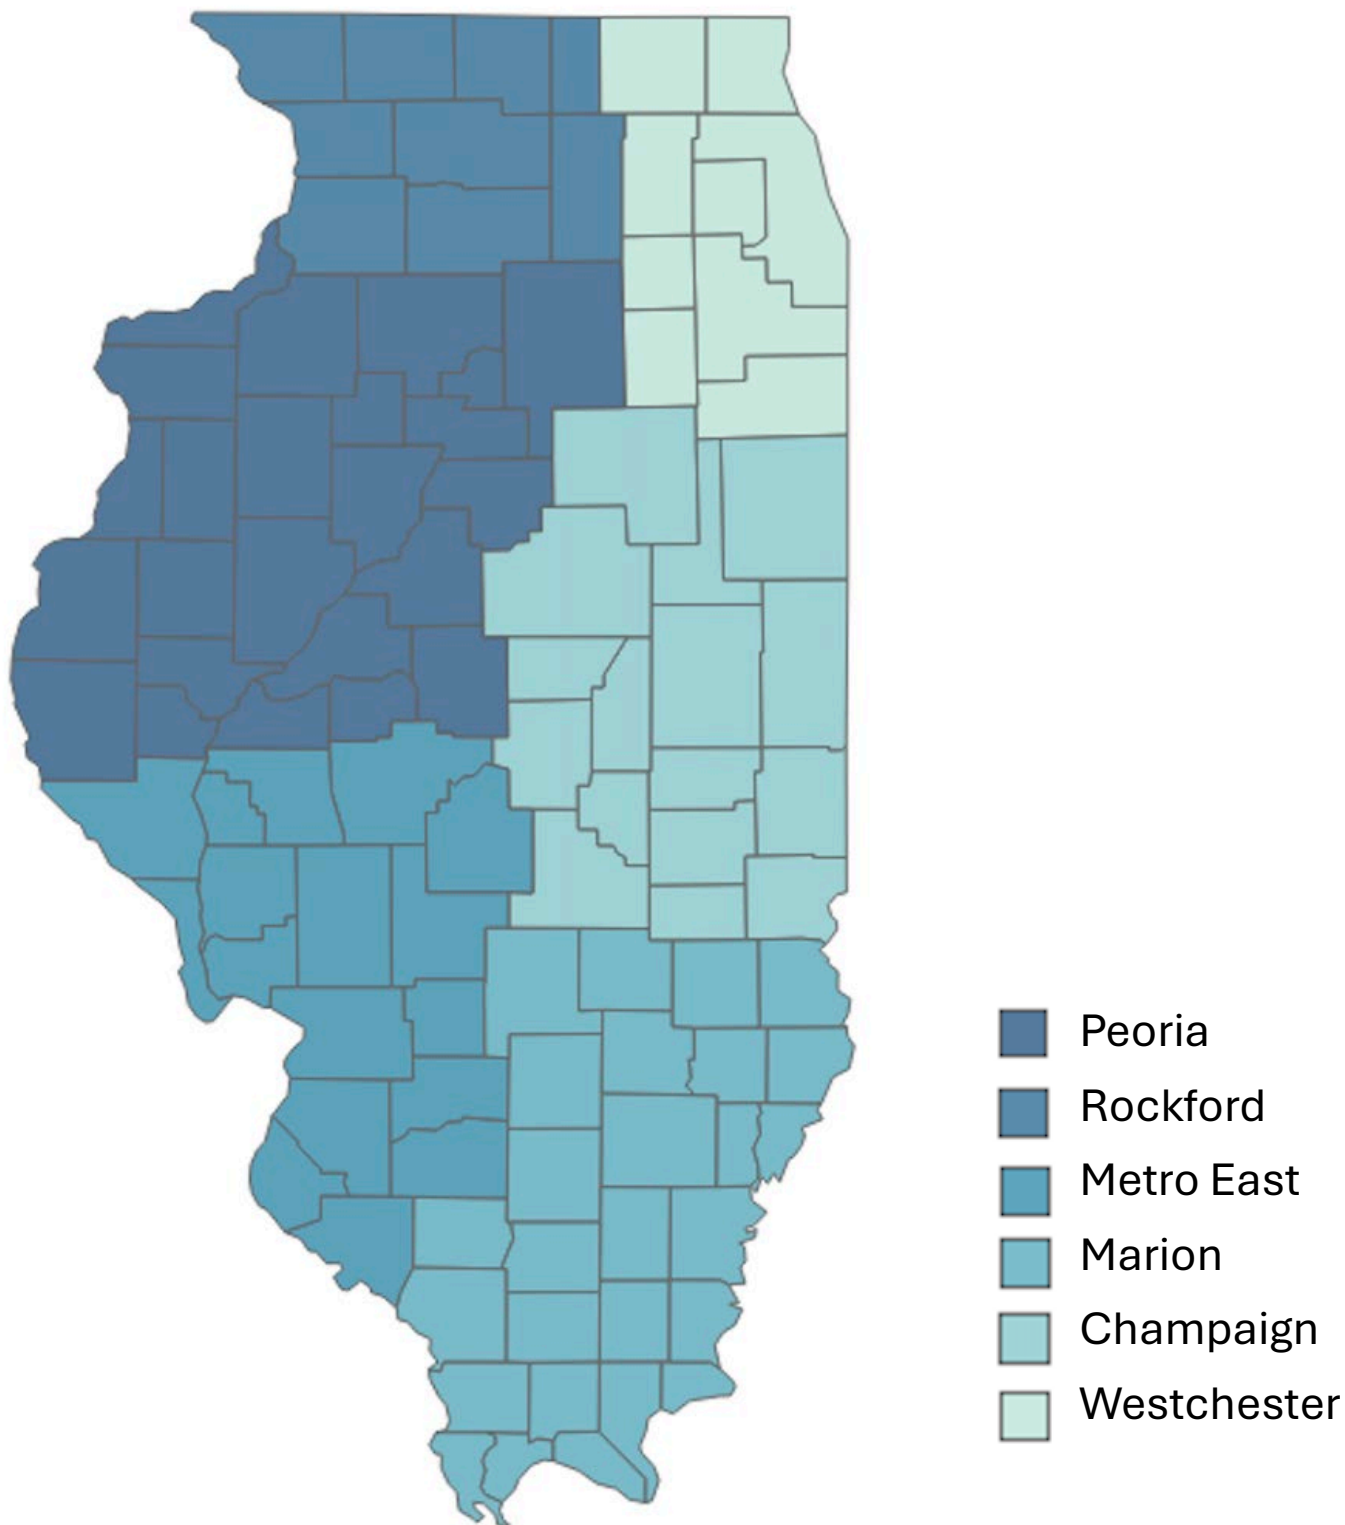 Peoria
Rockford
Metro East
Marion
Champaign
Westchester